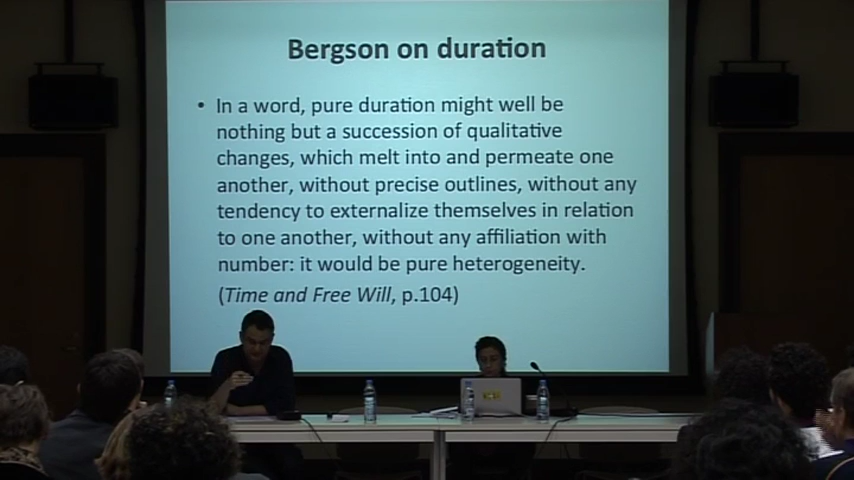 Bergson on duration
• In a word, pure duration might well be
nothing but a succession of qualitative
changes, which melt into and permeate one
another, without precise outlines, without any
tendency to externalize themselves in relation
to one another, without any affiliation with
number: it would be pure heterogeneity.
(Time and Free Will, p.104)